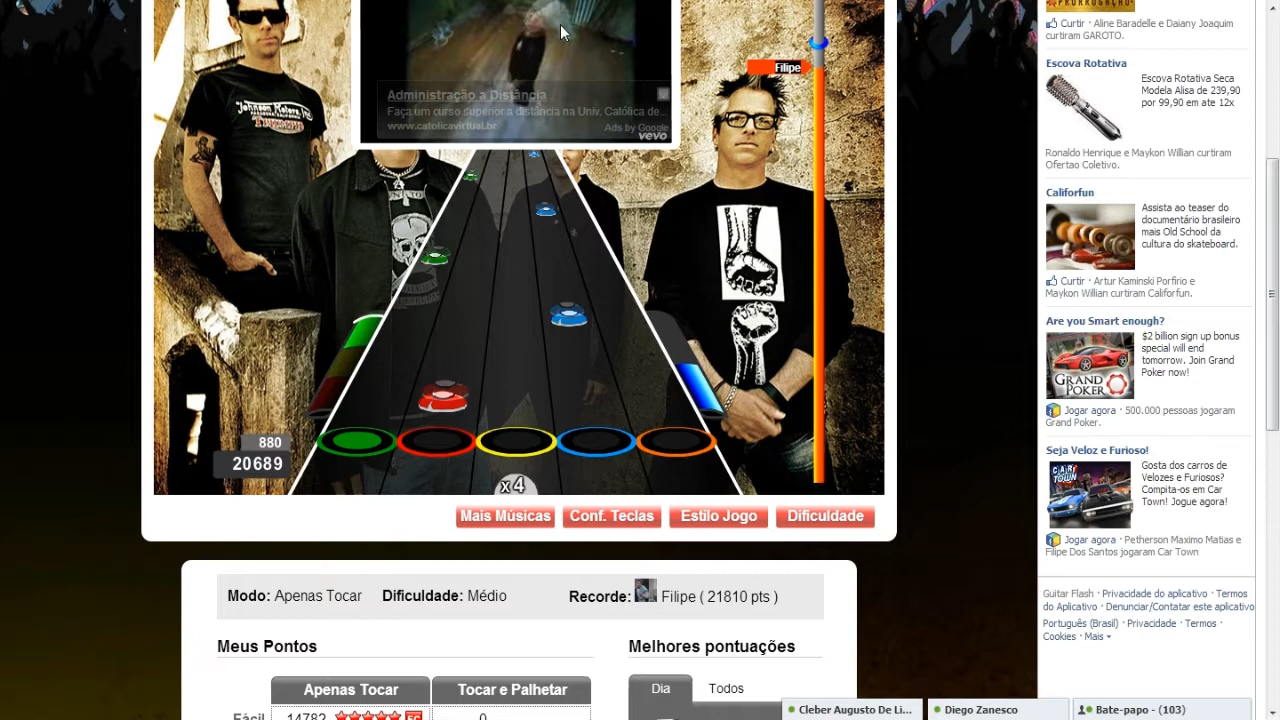 Curtir · Aline Baradelle e Daiany Joaquim
curtiram GAROTO.
Filipe
Administração a Distância
Faça um curso superior a distância na Univ. Católica de...
www.catolicavirtual.br
Ads by Google
vevo
880
20689
x 4
Mais Músicas
Conf. Teclas
Estilo Jogo
Dificuldade
Modo: Apenas Tocar
Dificuldade: Médio
Recorde: Filipe ( 21810 pts )
Meus Pontos
Melhores pontuações
Apenas Tocar
Tocar e Palhetar
Dia
Todos
Fácil
14782
FC
0
Escova Rotativa
Escova Rotativa Seca
Modela Alisa de 239,90
por 99,90 em ate 12x
Ronaldo Henrique e Maykon Willian curtiram
Ofertao Coletivo.
Califorfun
Assista ao teaser do
documentário brasileiro
mais Old School da
cultura do skateboard.
Curtir · Artur Kaminski Porfirio e
Maykon Willian curtiram Califorfun.
Are you Smart enough?
$2 billion sign up bonus
special will end
tomorrow. Join Grand
Poker now!
GRAND
POKER
Jogar agora · 500.000 pessoas jogaram
Grand Poker.
Seja Veloz e Furioso!
CAR
TOWN
Gosta dos carros de
Velozes e Furiosos?
Compita-os em Car
Town! Jogue agora!
Jogar agora · Petherson Maximo Matias e
Filipe Dos Santos jogaram Car Town
Guitar Flash · Privacidade do aplicativo · Termos
do Aplicativo · Denunciar/Contatar este aplicativo
Português (Brasil) · Privacidade · Termos ·
Cookies · Mais
Cleber Augusto De Li...
Diego Zanesco
Bate-papo - (103)